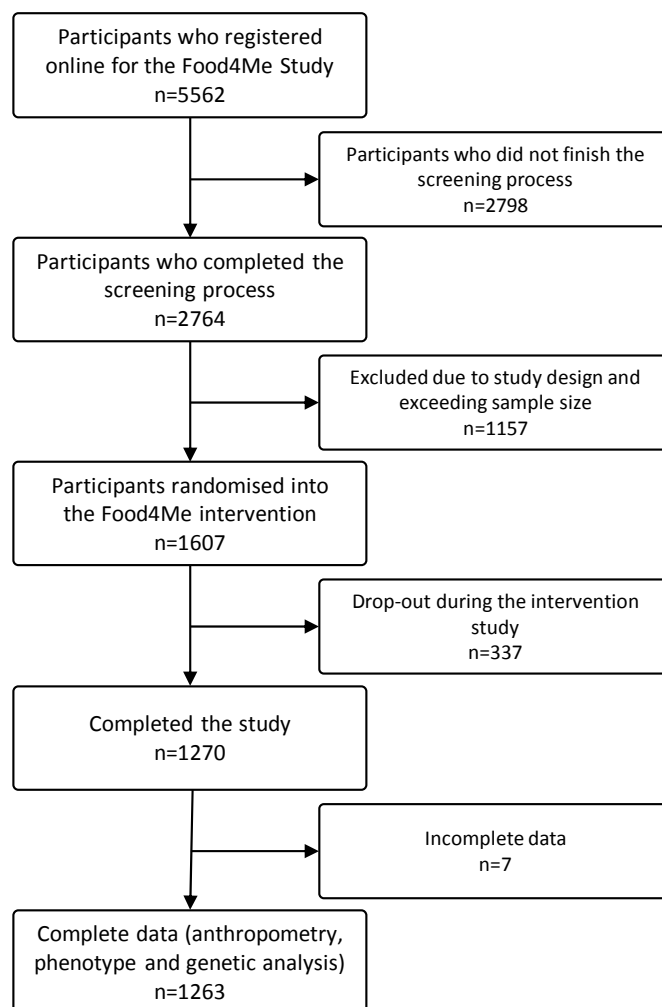 Participants who registered
online for the Food4Me Study
n=5562
Participants who did not finish the
screening process
n=2798
Participants who completed the
screening process
n=2764
Excluded due to study design and
exceeding sample size
n=1157
Participants randomised into
the Food4Me intervention
n=1607
Drop-out during the intervention
study
n=337
Completed the study
n=1270
Incomplete data
n=7
Complete data (anthropometry,
phenotype and genetic analysis)
n=1263